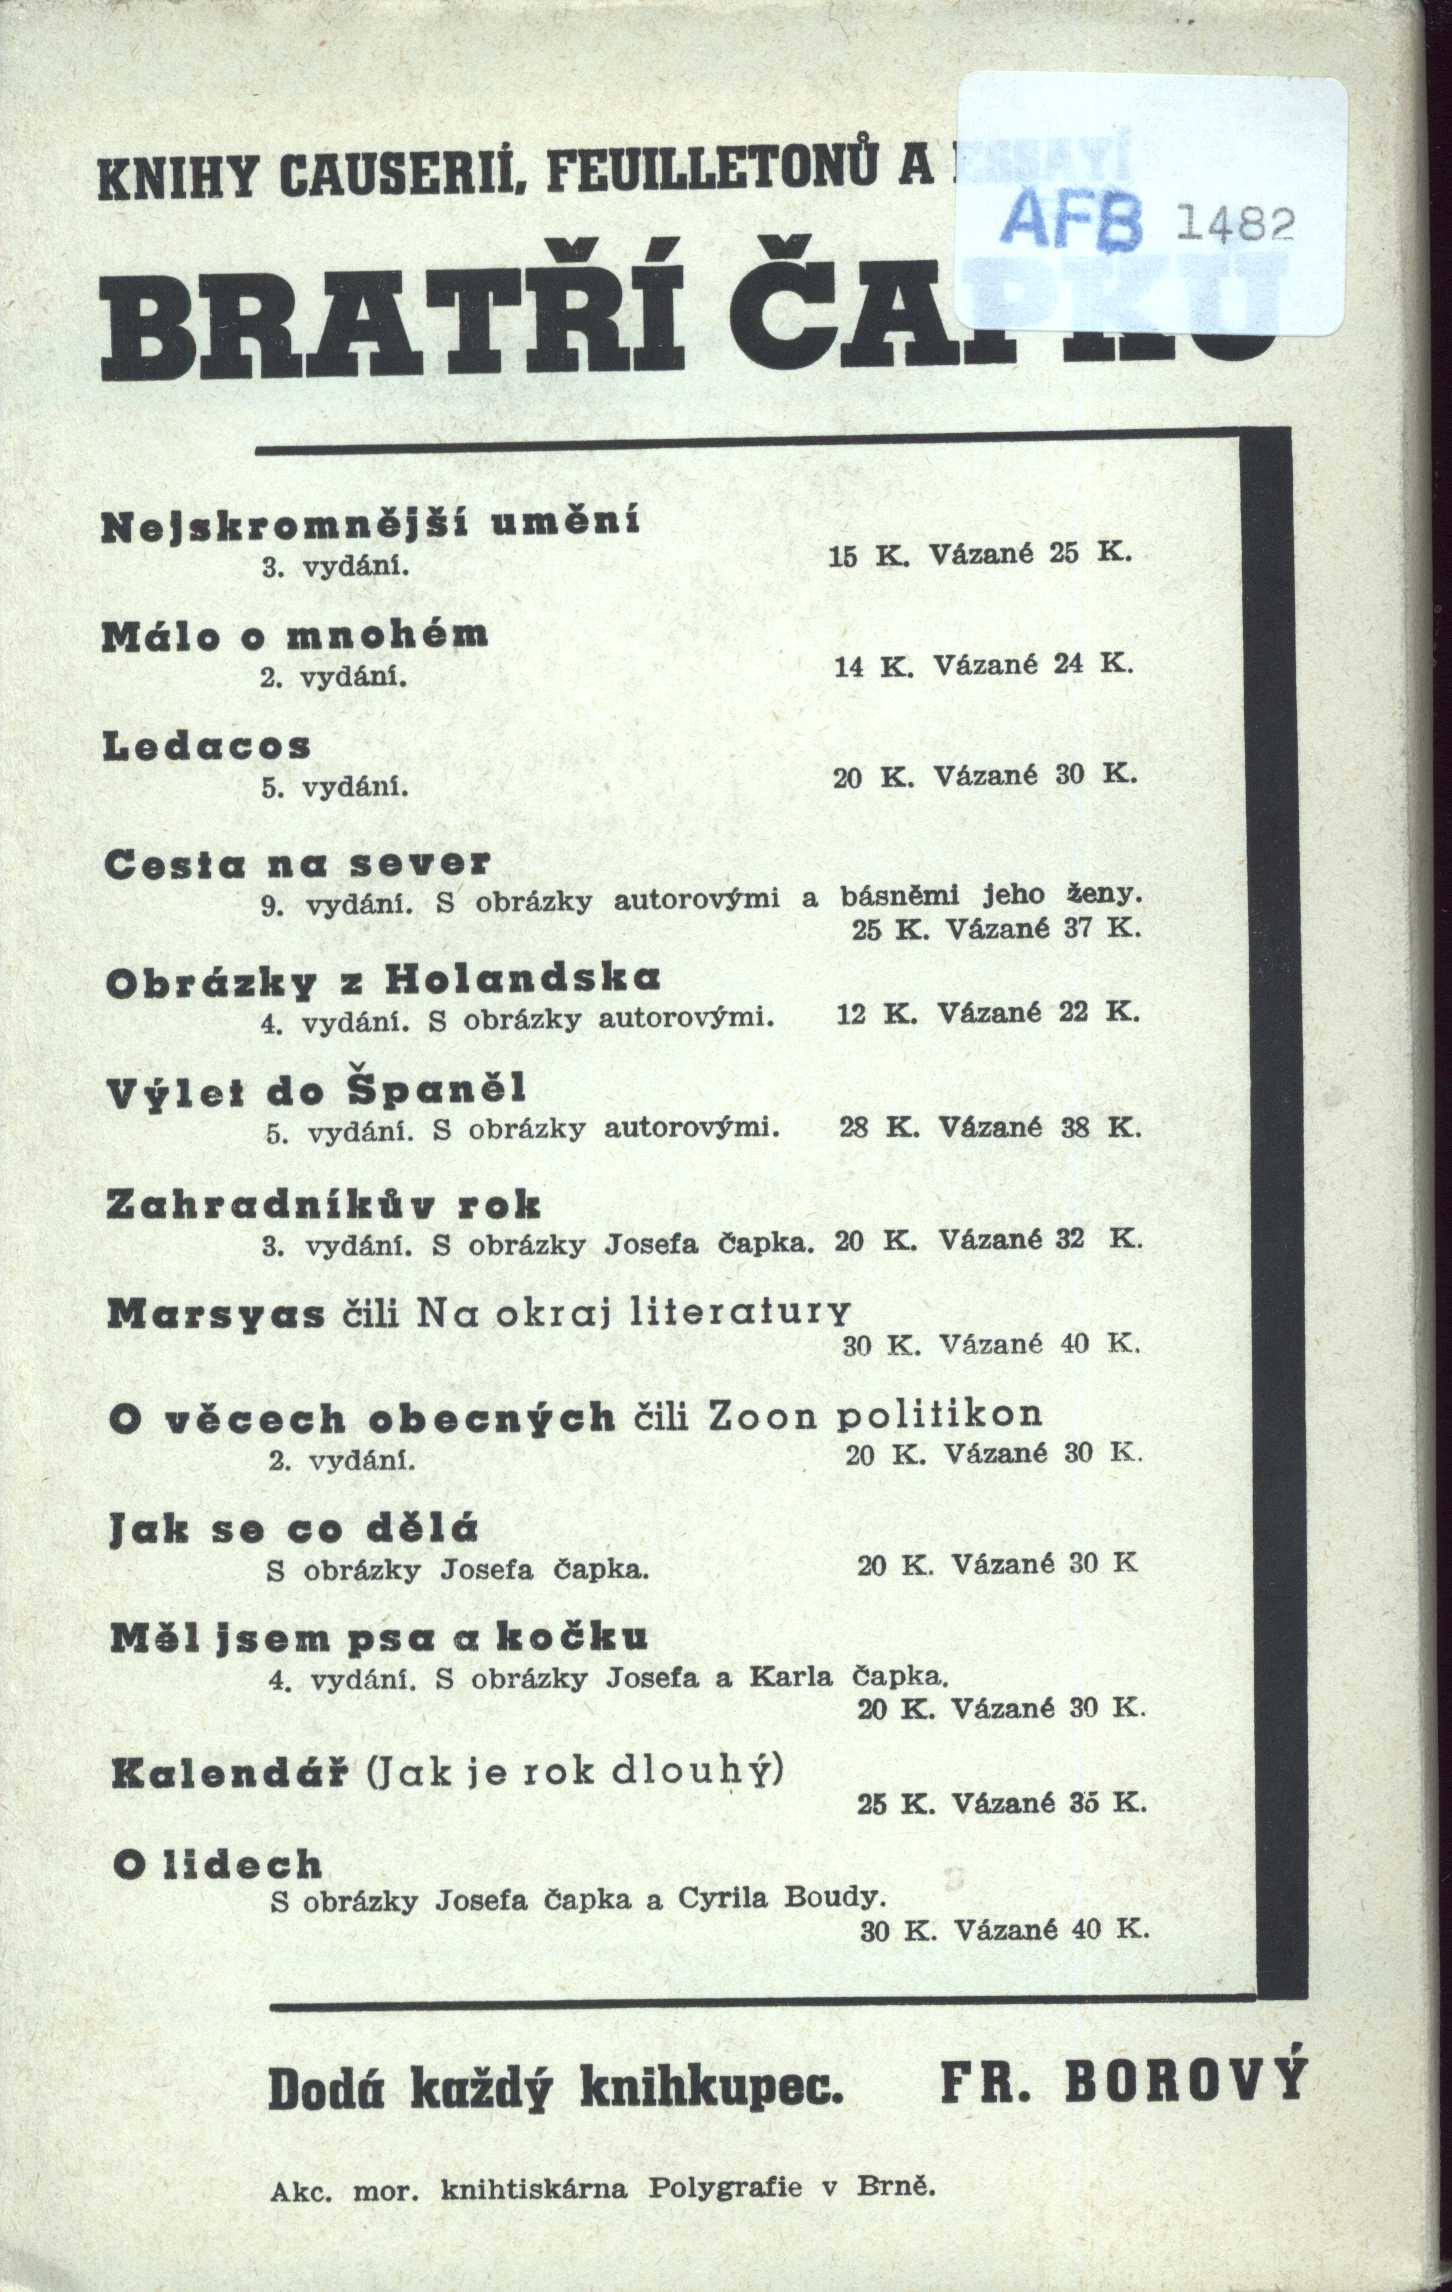 KNIHY CAUSERIÍ, FEUILLETONŮ A ESSAYÍ
AFB 1482
BRATŘÍ ČAPKŮ
Nejskromnější umění
3. vydání. 15 K. Vázané 25 K.
Málo o mnohém
2. vydání. 14 K. Vázané 24 K.
Ledacos
5. vydání. 20 K. Vázané 30 K.
Cesta na sever
9. vydání. S obrázky autorovými a básněmi jeho ženy.
25 K. Vázané 37 K.
Obrázky z Holandska
4. vydání. S obrázky autorovými. 12 K. Vázané 22 K.
Výlet do Španěl
5. vydání. S obrázky autorovými. 28 K. Vázané 38 K.
Zahradníkův rok
3. vydání. S obrázky Josefa čapka. 20 K. Vázané 32 K.
Marsyas čili Na okraj literatury
30 K. Vázané 40 K.
O věcech obecných čili Zoon politikon
2. vydání. 20 K. Vázané 30 K.
Jak se co dělá
S obrázky Josefa čapka. 20 K. Vázané 30 K
Měl jsem psa a kočku
4. vydání. S obrázky Josefa a Karla čapka.
20 K. Vázané 30 K.
Kalendář (Jak je rok dlouhý)
25 K. Vázané 35 K.
O lidech
S obrázky Josefa čapka a Cyrila Boudy.
30 K. Vázané 40 K.
Dodá každý knihkupec. FR. BOROVÝ
Akc. mor. knihtiskárna Polygrafie v Brně.